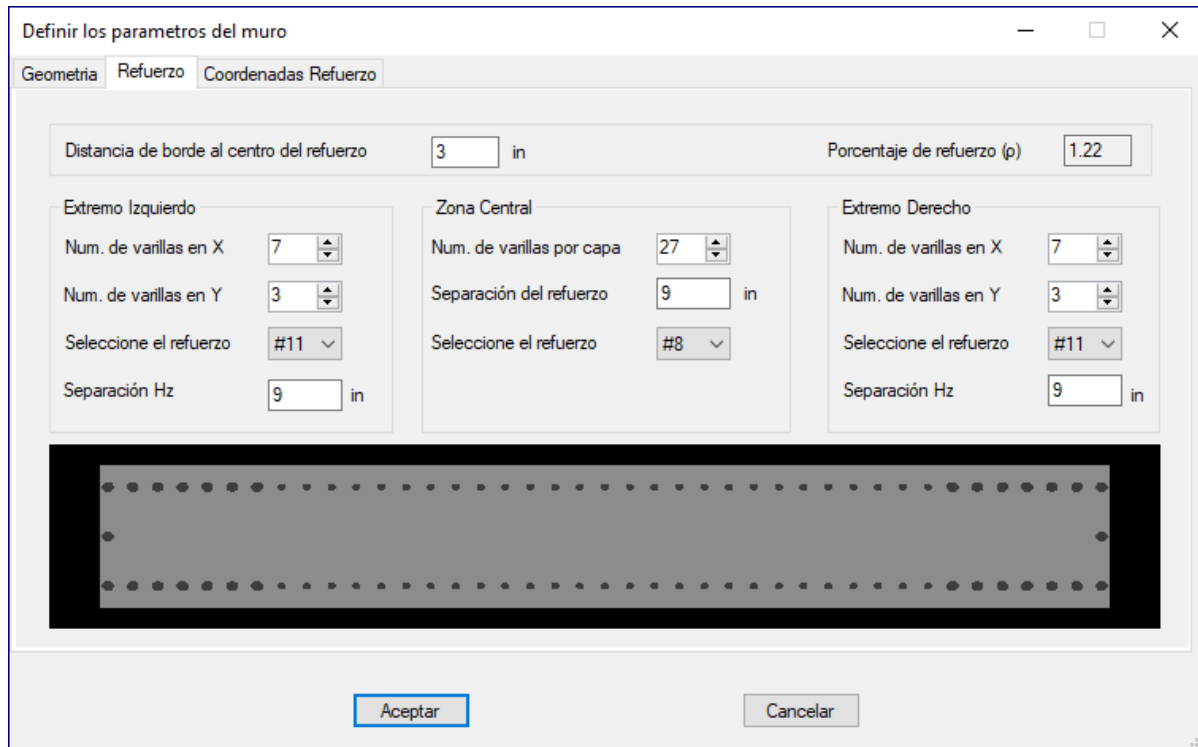 Definir los parametros del muro
Geometria Refuerzo Coordenadas Refuerzo
Distancia de borde al centro del refuerzo 3 in Porcentaje de refuerzo (ρ) 1.22
Extremo Izquierdo
Num. de varillas en X 7
Num. de varillas en Y 3
Seleccione el refuerzo #11
Separación Hz 9 in
Zona Central
Num. de varillas por capa 27
Separación del refuerzo 9 in
Seleccione el refuerzo #8
Extremo Derecho
Num. de varillas en X 7
Num. de varillas en Y 3
Seleccione el refuerzo #11
Separación Hz 9 in
Aceptar Cancelar